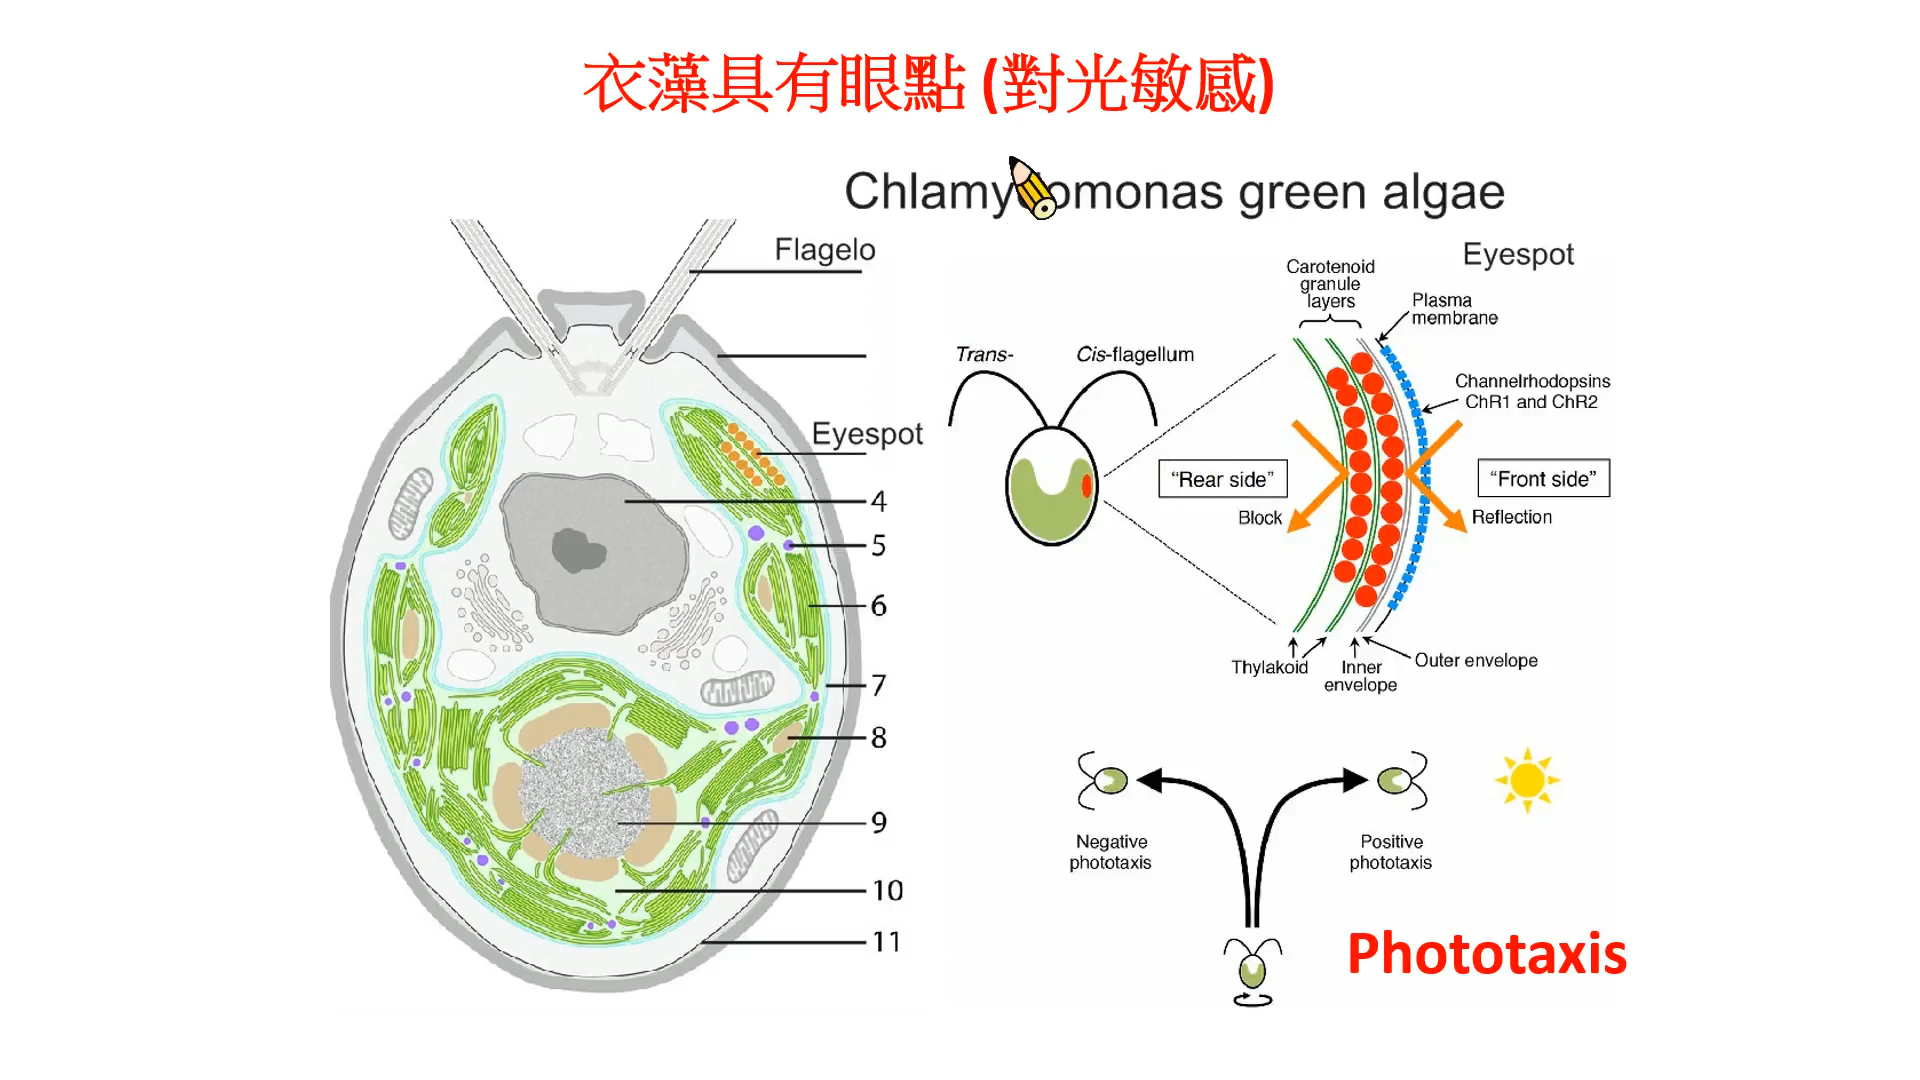 衣藻具有眼點 (對光敏感)
green algae
Flagelo
Eyespot
4
5
6
7
8
9
10
11
Eyespot
Carotenoid
granule
layers
Plasma
membrane
Trans-
Cis-flagellum
Channelrhodopsins
ChR1 and ChR2
“Rear side”
“Front side”
Block
Reflection
Thylakoid
Inner
envelope
Outer envelope
Negative
phototaxis
Positive
phototaxis
Phototaxis